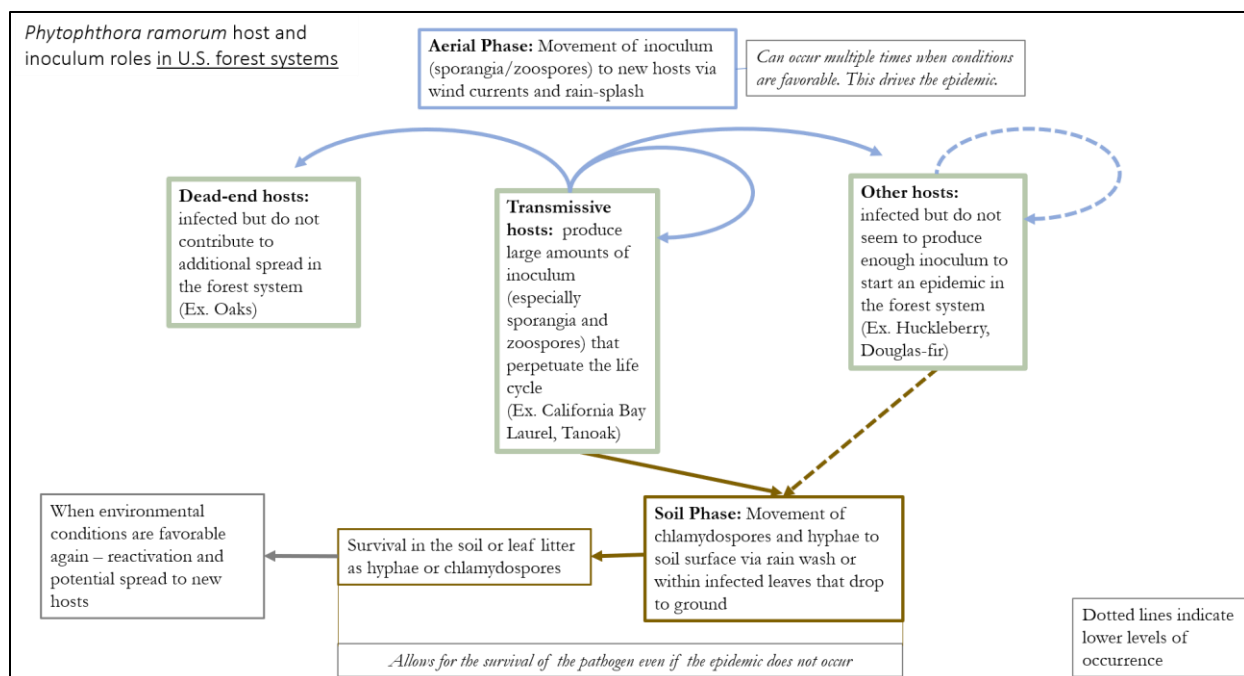 Phytophthora ramorum host and
inoculum roles in U.S. forest systems
Aerial Phase: Movement of inoculum
(sporangia/zoospores) to new hosts via
wind currents and rain-splash
Can occur multiple times when conditions
are favorable. This drives the epidemic.
Dead-end hosts:
infected but do not
contribute to
additional spread in
the forest system
(Ex. Oaks)
Transmissive
hosts: produce
large amounts of
inoculum
(especially
sporangia and
zoospores) that
perpetuate the life
cycle
(Ex. California Bay
Laurel, Tanoak)
Other hosts:
infected but do not
seem to produce
enough inoculum to
start an epidemic in
the forest system
(Ex. Huckleberry,
Douglas-fir)
Soil Phase: Movement of
chlamydospores and hyphae to
soil surface via rain wash or
within infected leaves that drop
to ground
Survival in the soil or leaf litter
as hyphae or chlamydospores
When environmental
conditions are favorable
again – reactivation and
potential spread to new
hosts
Allows for the survival of the pathogen even if the epidemic does not occur
Dotted lines indicate
lower levels of
occurrence